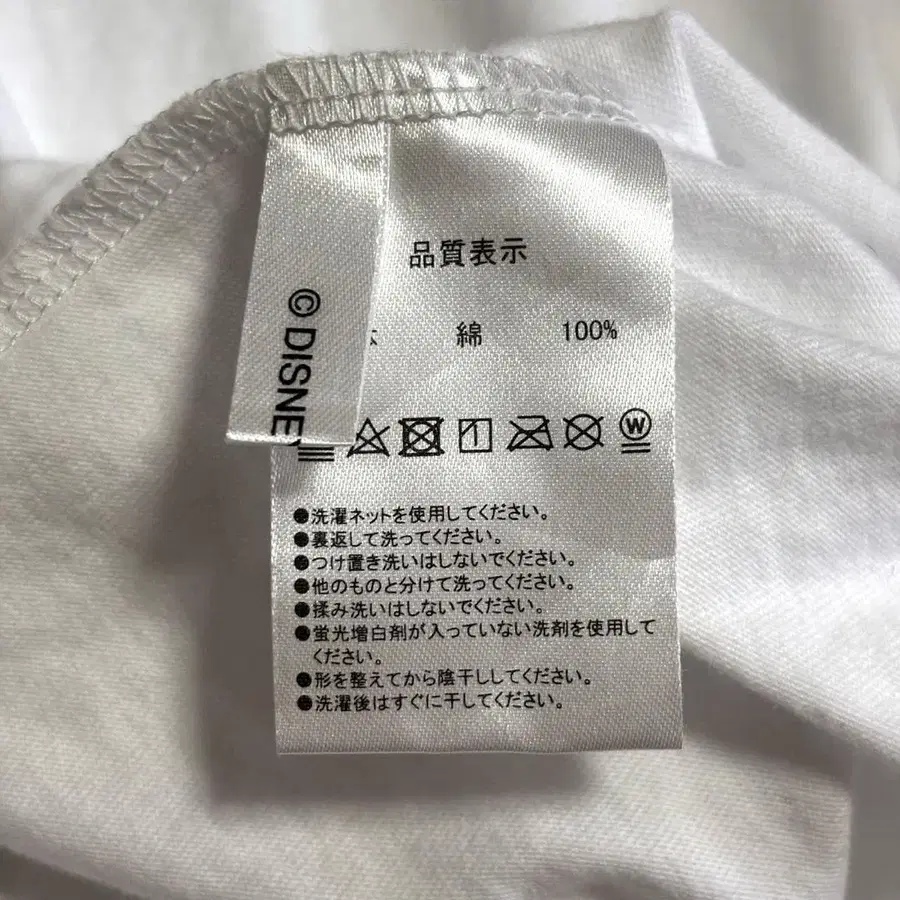 品質表示
綿 100%
© DISNE
W
●洗濯ネットを使用してください。
●裏返して洗ってください。
●つけ置き洗いはしないでください。
●他のものと分けて洗ってください。
●揉み洗いはしないでください。
●蛍光増白剤が入っていない洗剤を使用して
ください。
●形を整えてから陰干ししてください。
●洗濯後はすぐに干してください。